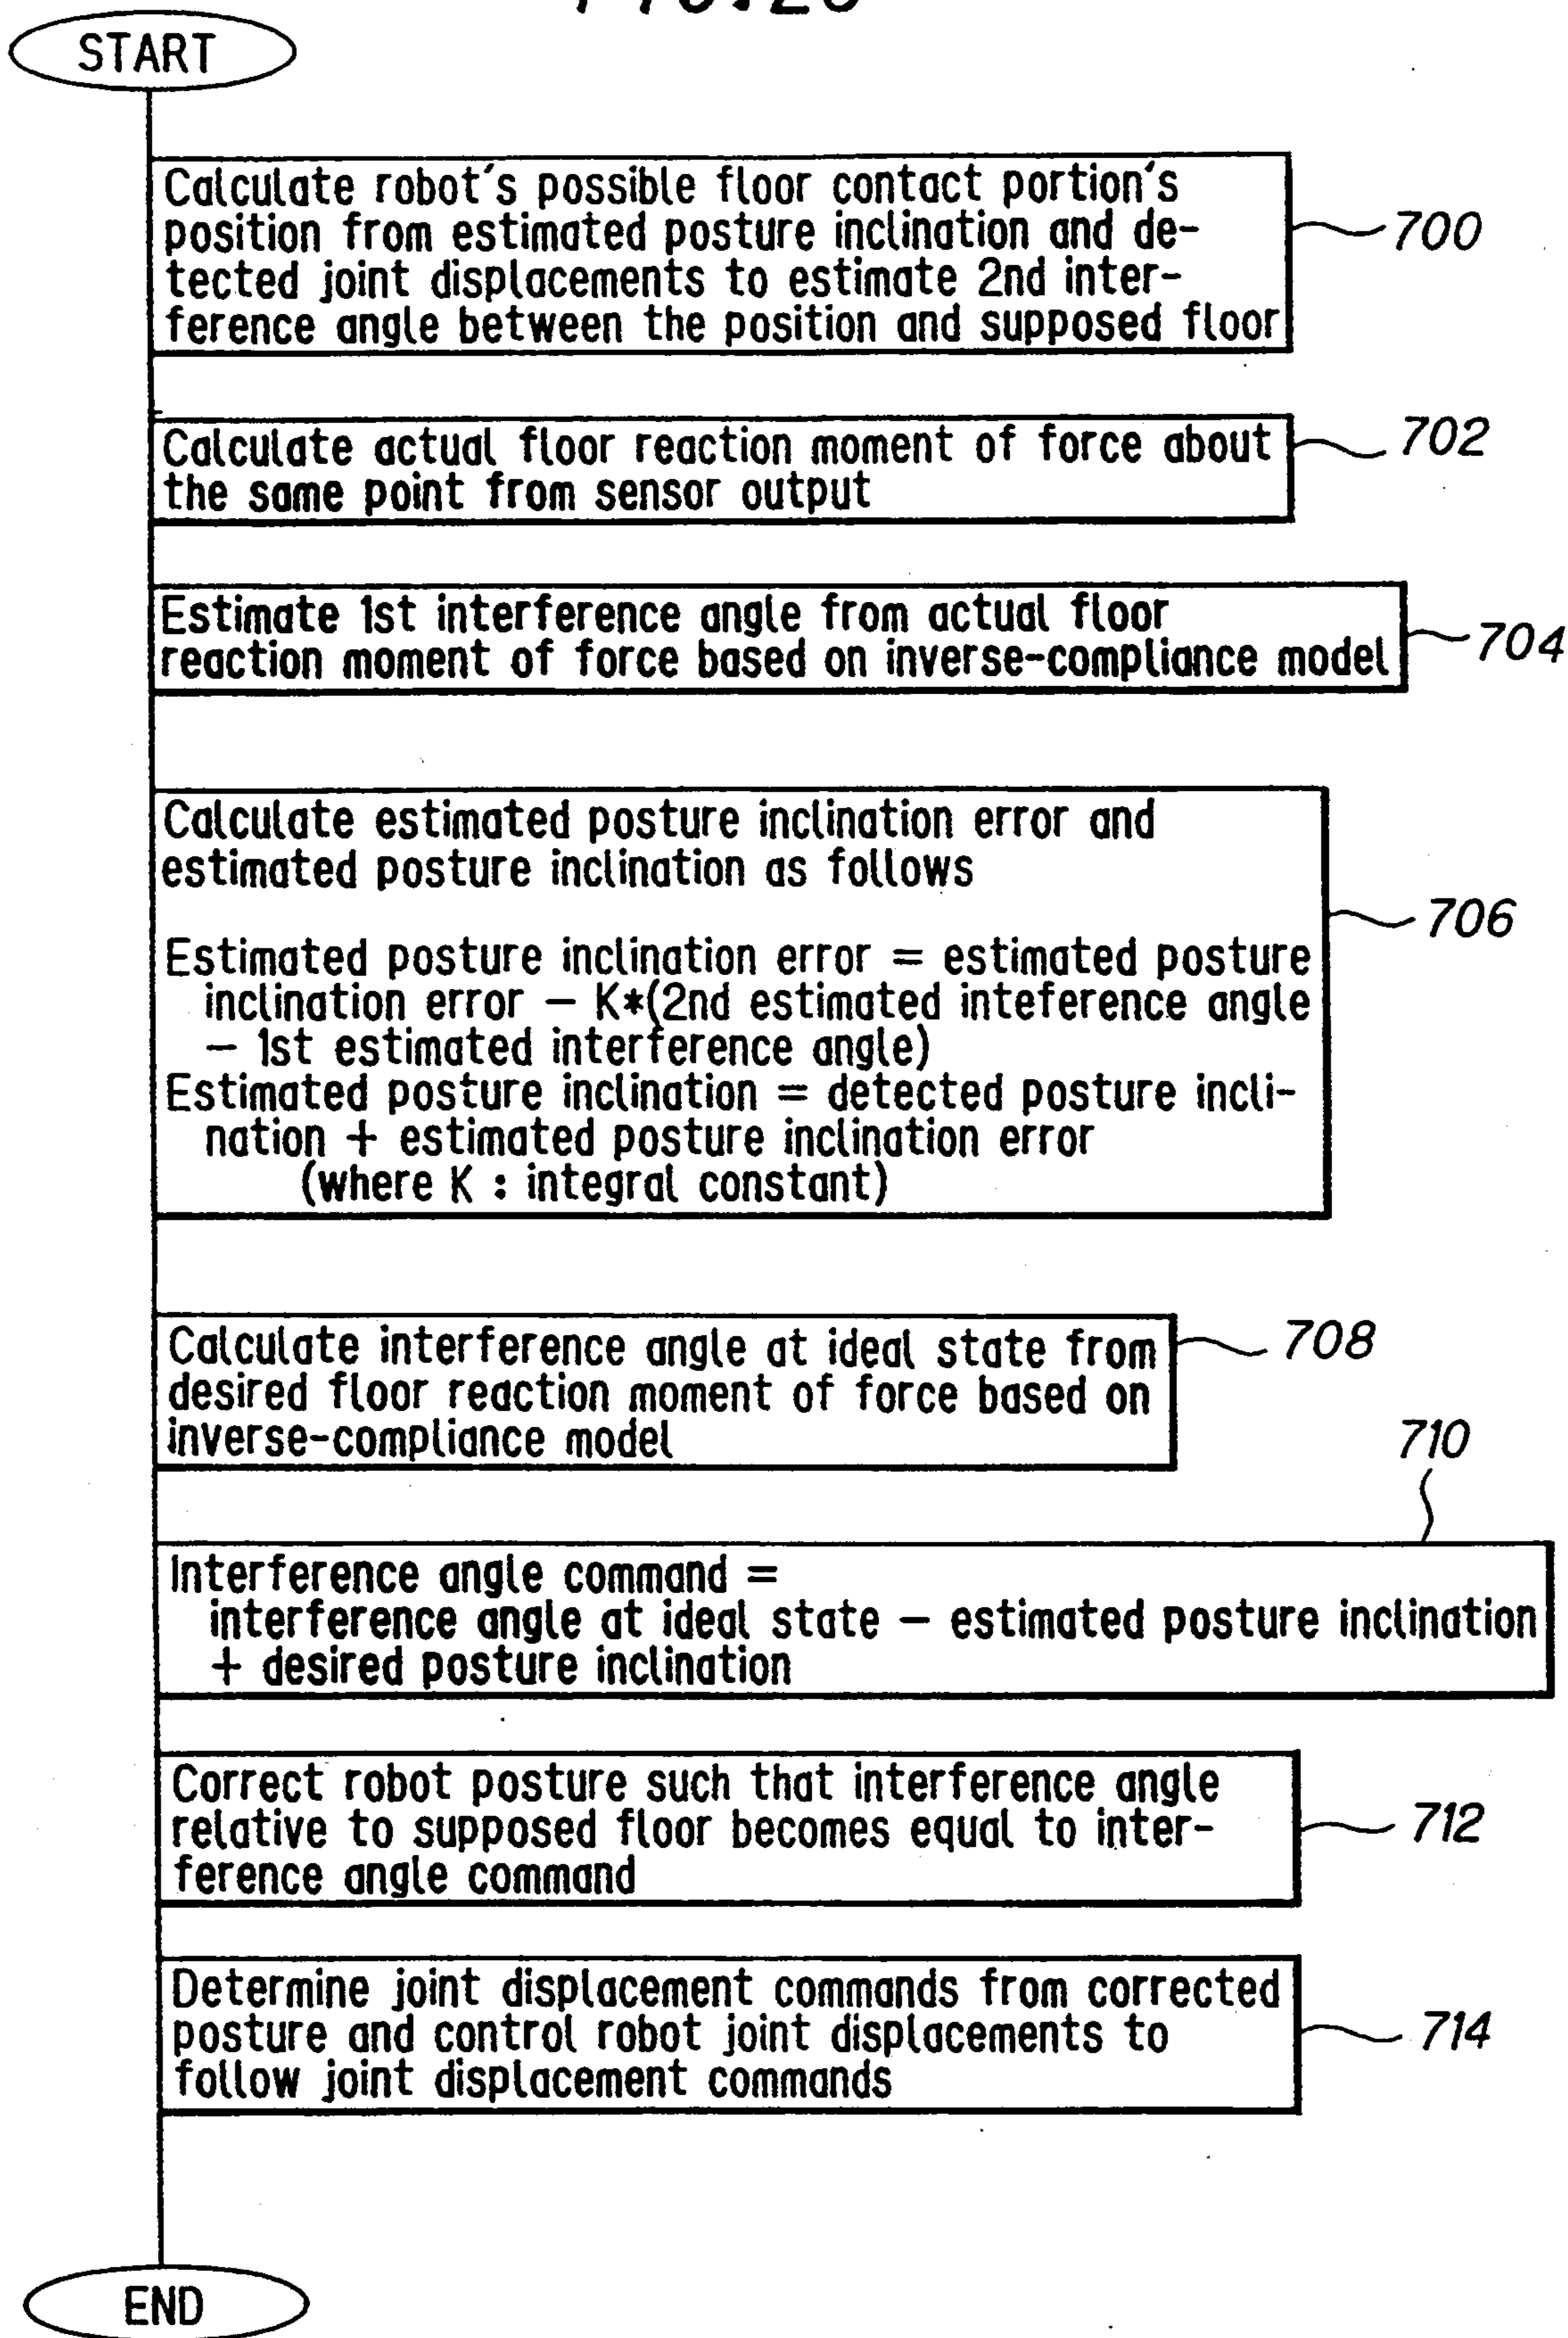 START
Calculate robot's possible floor contact portion's
position from estimated posture inclination and de-
tected joint displacements to estimate 2nd inter-
ference angle between the position and supposed floor
700
Calculate actual floor reaction moment of force about
the same point from sensor output
702
Estimate 1st interference angle from actual floor
reaction moment of force based on inverse-compliance model
704
Calculate estimated posture inclination error and
estimated posture inclination as follows
706
Estimated posture inclination error = estimated posture
inclination error – K*(2nd estimated inteference angle
– 1st estimated interference angle)
Estimated posture inclination = detected posture incli-
nation + estimated posture inclination error
(where K : integral constant)
Calculate interference angle at ideal state from
desired floor reaction moment of force based on
inverse-compliance model
708
710
Interference angle command =
interference angle at ideal state – estimated posture inclination
+ desired posture inclination
Correct robot posture such that interference angle
relative to supposed floor becomes equal to inter-
ference angle command
712
Determine joint displacement commands from corrected
posture and control robot joint displacements to
follow joint displacement commands
714
END